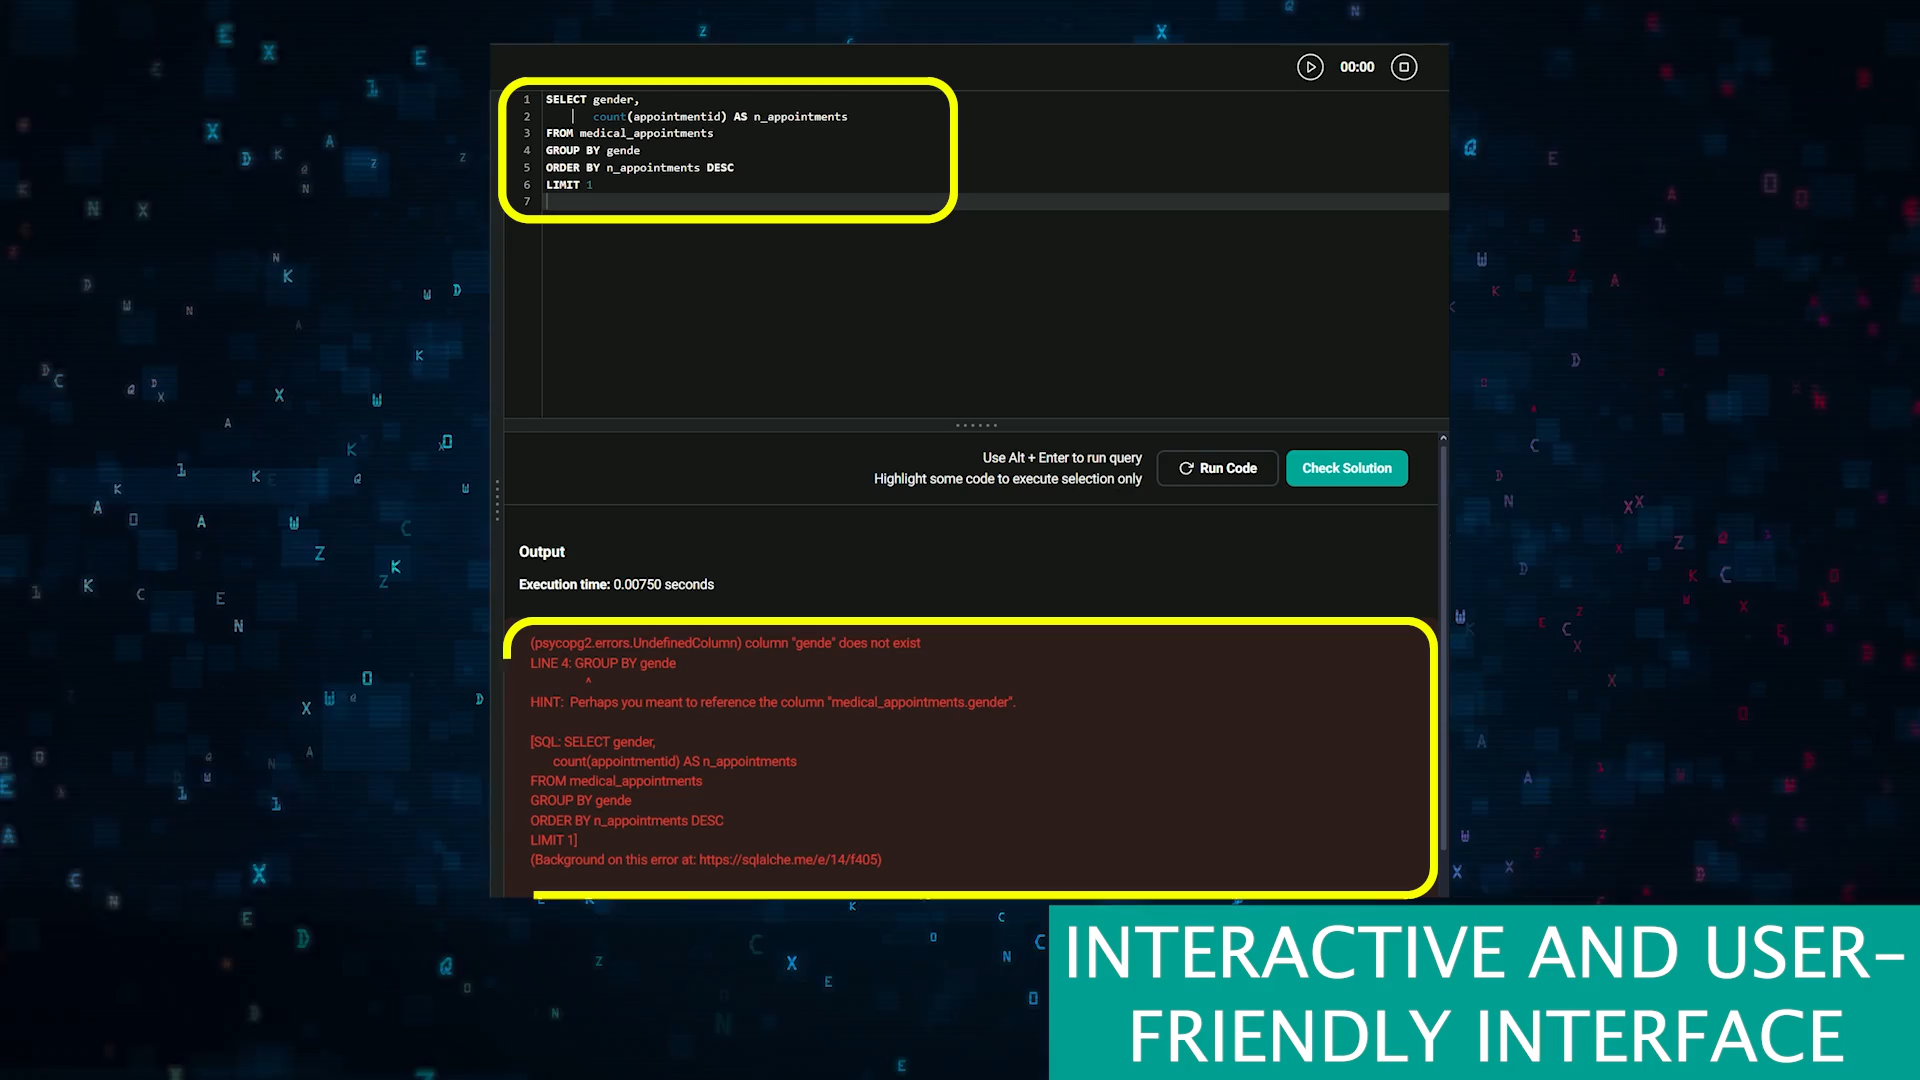 00:00
1 SELECT gender,
2 count(appointmentid) AS n_appointments
3 FROM medical_appointments
4 GROUP BY gende
5 ORDER BY n_appointments DESC
6 LIMIT 1
7
Use Alt + Enter to run query
Highlight some code to execute selection only
Run Code
Check Solution
Output
Execution time: 0.00750 seconds
(psycopg2.errors.UndefinedColumn) column "gende" does not exist
LINE 4: GROUP BY gende
^
HINT: Perhaps you meant to reference the column "medical_appointments.gender".
[SQL: SELECT gender,
count(appointmentid) AS n_appointments
FROM medical_appointments
GROUP BY gende
ORDER BY n_appointments DESC
LIMIT 1]
(Background on this error at: https://sqlalche.me/e/14/f405)
INTERACTIVE AND USER-
FRIENDLY INTERFACE